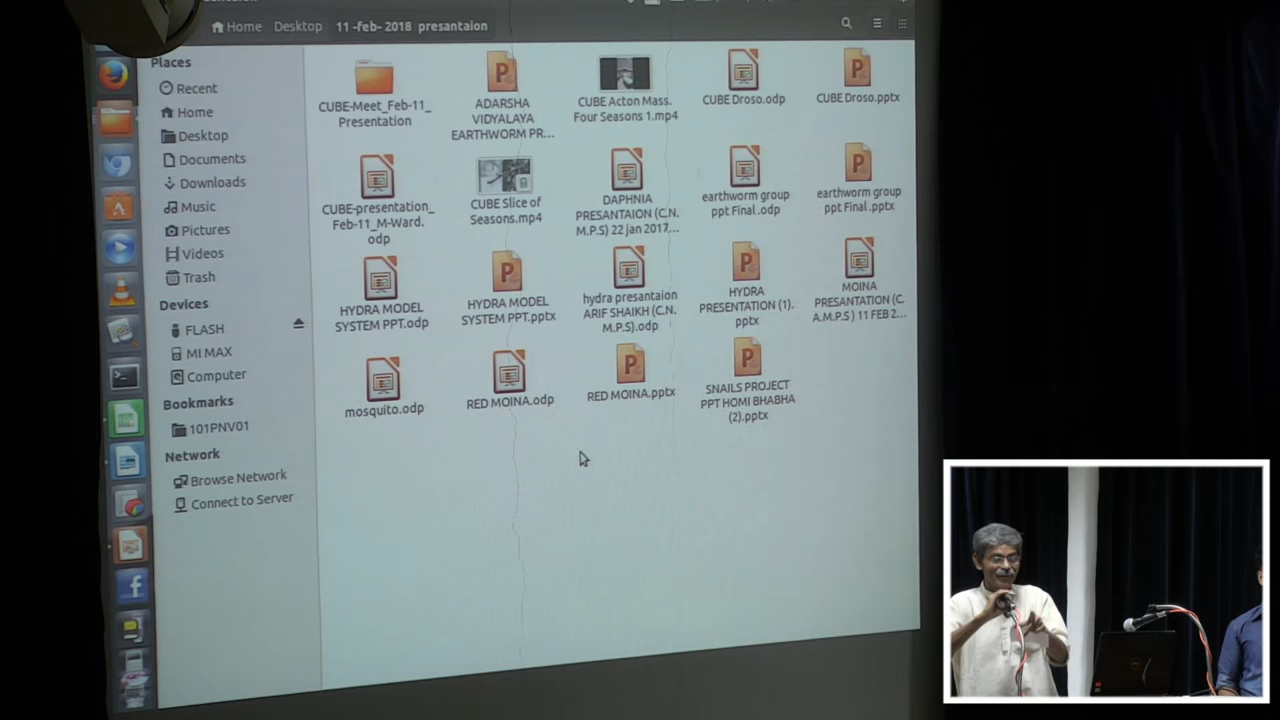 Home Desktop 11 -feb- 2018 presantaion
Places
Recent
Home
Desktop
Documents
Downloads
Music
Pictures
Videos
Trash
Devices
FLASH
MI MAX
Computer
Bookmarks
101PNV01
Network
Browse Network
Connect to Server
CUBE-Meet_Feb-11_
Presentation
ADARSHA
VIDYALAYA
EARTHWORM PR...
CUBE Acton Mass.
Four Seasons 1.mp4
CUBE Droso.odp
CUBE Droso.pptx
CUBE-presentation_
Feb-11_M-Ward.
odp
CUBE Slice of
Seasons.mp4
DAPHNIA
PRESANTAION (C.N.
M.P.S) 22 jan 2017,...
earthworm group
ppt Final .odp
earthworm group
ppt Final .pptx
HYDRA MODEL
SYSTEM PPT.odp
HYDRA MODEL
SYSTEM PPT.pptx
hydra presantaion
ARIF SHAIKH (C.N.
M.P.S).odp
HYDRA
PRESENTATION (1).
pptx
MOINA
PRESANTATION (C.
A.M.P.S ) 11 FEB 2...
mosquito.odp
RED MOINA.odp
RED MOINA.pptx
SNAILS PROJECT
PPT HOMI BHABHA
(2).pptx